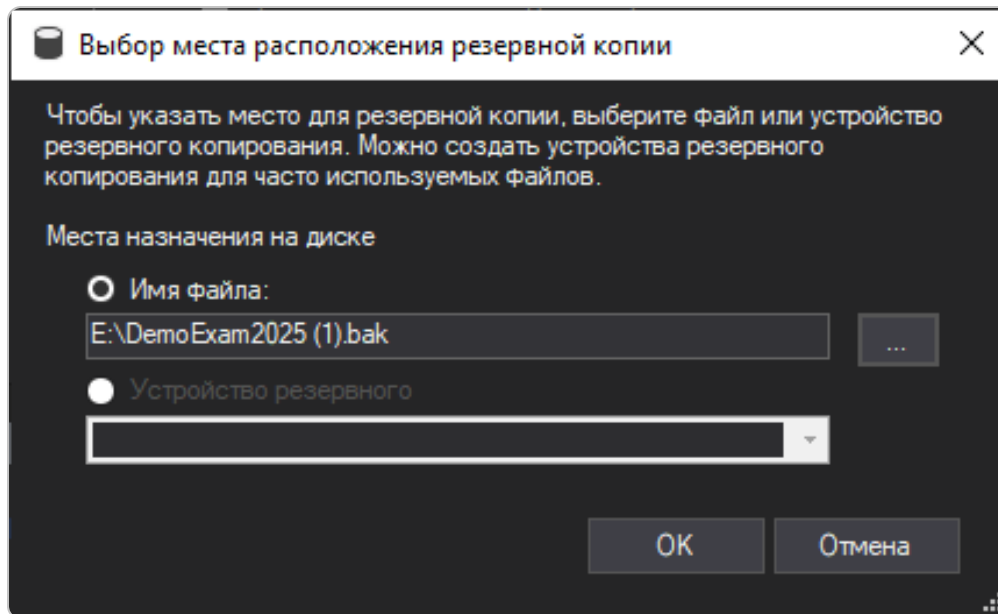 Выбор места расположения резервной копии
Чтобы указать место для резервной копии, выберите файл или устройство
резервного копирования. Можно создать устройства резервного
копирования для часто используемых файлов.
Места назначения на диске
Имя файла:
E:\DemoExam2025 (1).bak
...
Устройство резервного
OK
Отмена